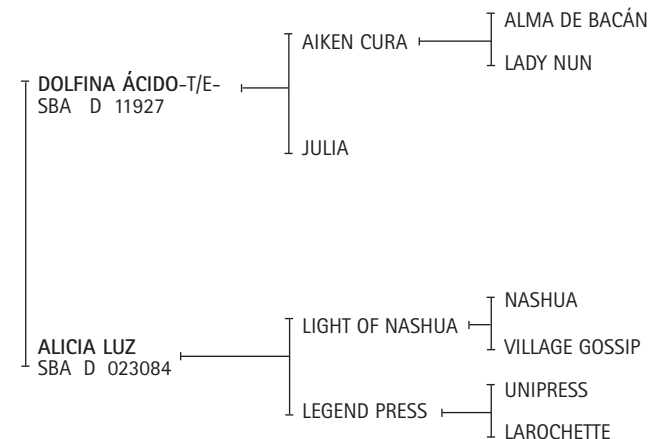 ALMA DE BACÁN
AIKEN CURA
LADY NUN
DOLFINA ÁCIDO-T/E-
SBA D 11927
JULIA
NASHUA
LIGHT OF NASHUA
VILLAGE GOSSIP
ALICIA LUZ
SBA D 023084
UNIPRESS
LEGEND PRESS
LAROCHETTE